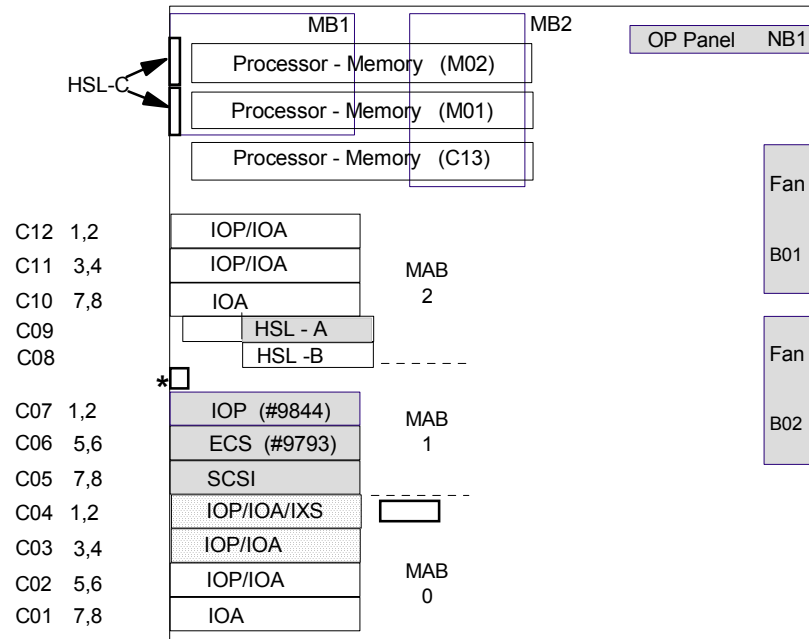 MB1
MB2
OP Panel NB1
Processor - Memory (M02)
HSL-C
Processor - Memory (M01)
Processor - Memory (C13)
Fan
B01
C12 1,2 IOP/IOA
C11 3,4 IOP/IOA
MAB
2
C10 7,8 IOA
C09 HSL - A
C08 HSL -B
Fan
B02
*
C07 1,2 IOP (#9844)
MAB
1
C06 5,6 ECS (#9793)
C05 7,8 SCSI
C04 1,2 IOP/IOA/IXS
C03 3,4 IOP/IOA
MAB
0
C02 5,6 IOP/IOA
C01 7,8 IOA